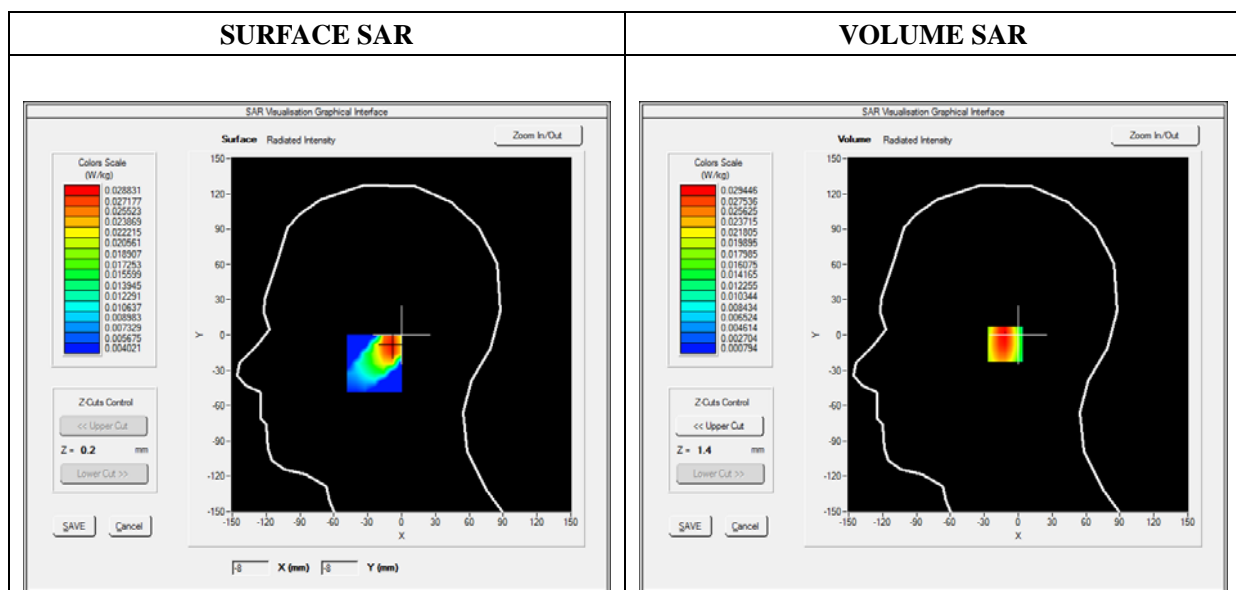 SURFACE SAR
VOLUME SAR
SAR Visualisation Graphical Interface
Surface Radiated Intensity
Zoom In/Out
Colors Scale
(W/kg)
0.028831
0.027177
0.025523
0.023869
0.022215
0.020561
0.018907
0.017253
0.015599
0.013945
0.012291
0.010637
0.008983
0.007329
0.005675
0.004021
150
120
90
60
30
0
-30
-60
-90
-120
-150
Y
-150 -120 -90 -60 -30 0 30 60 90 120 150
X
Z-Cuts Control
<< Upper Cut
Z = 0.2 mm
Lower Cut >>
SAVE Cancel
-8 X (mm) -8 Y (mm)
SAR Visualisation Graphical Interface
Volume Radiated Intensity
Zoom In/Out
Colors Scale
(W/kg)
0.029446
0.027536
0.025625
0.023715
0.021805
0.019895
0.017985
0.016075
0.014165
0.012255
0.010344
0.008434
0.006524
0.004614
0.002704
0.000794
150
120
90
60
30
0
-30
-60
-90
-120
-150
Y
-150 -120 -90 -60 -30 0 30 60 90 120 150
X
Z-Cuts Control
<< Upper Cut
Z = 1.4 mm
Lower Cut >>
SAVE Cancel